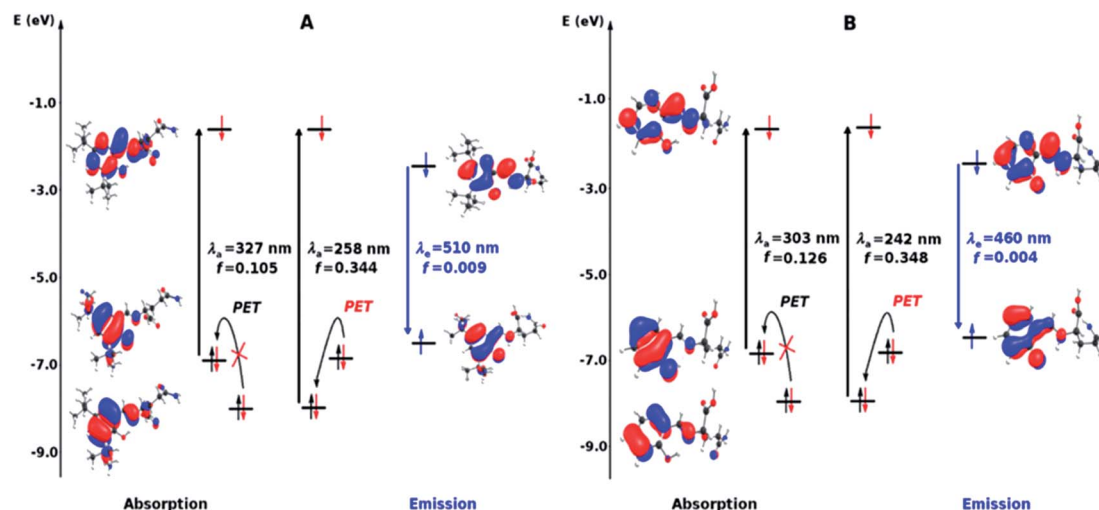 E (eV)
A
-1.0
-3.0
-5.0
-7.0
-9.0
λa=327 nm
f=0.105
λa=258 nm
f=0.344
λe=510 nm
f=0.009
PET
PET
Absorption
Emission
E (eV)
B
-1.0
-3.0
-5.0
-7.0
-9.0
λa=303 nm
f=0.126
λa=242 nm
f=0.348
λe=460 nm
f=0.004
PET
PET
Absorption
Emission